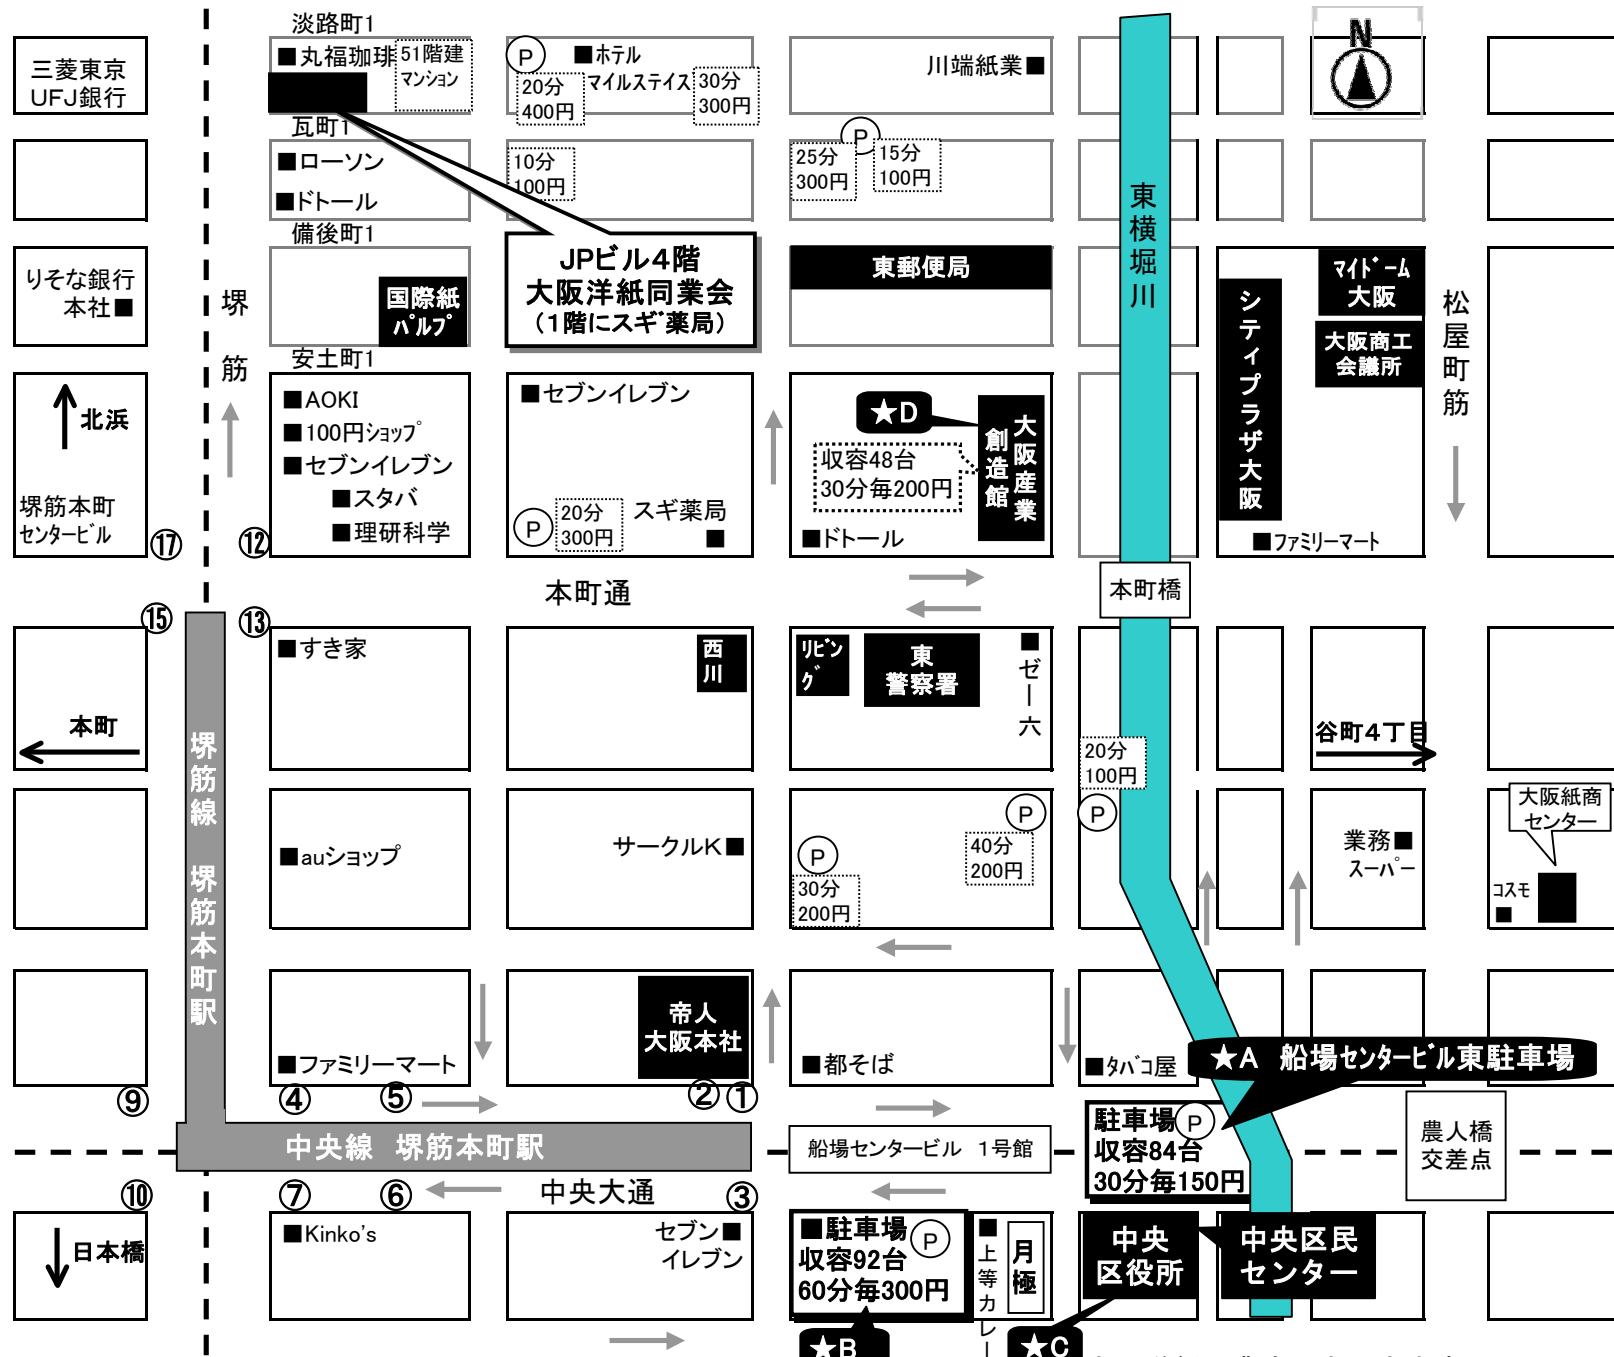 淡路町1
三菱東京
UFJ銀行
■丸福珈琲
51階建
マンション
P
20分
400円
■ホテル
マイルステイス
30分
300円
川端紙業■
N
瓦町1
■ローソン
■ドトール
10分
100円
P
25分
300円
15分
100円
東横堀川
備後町1
りそな銀行
本社■
堺筋
国際紙
パルプ
JPビル4階
大阪洋紙同業会
(1階にスギ薬局)
東郵便局
シティプラザ大阪
マイドーム
大阪
大阪商工
会議所
松屋町筋
安土町1
北浜
堺筋本町
センタービル
⑰
⑫
■AOKI
■100円ショップ
■セブンイレブン
■スタバ
■理研科学
■セブンイレブン
P
20分
300円
スギ薬局
■
★D
収容48台
30分毎200円
大阪産業
創造館
■ドトール
■ファミリーマート
本町通
本町橋
⑮
⑬
■すき家
西川
リビング
東
警察署
■ゼー六
本町
谷町4丁目
20分
100円
P
堺筋線 堺筋本町駅
■auショップ
サークルK■
P
30分
200円
P
40分
200円
業務■
スーパー
大阪紙商
センター
コスモ
■
■ファミリーマート
帝人
大阪本社
■都そば
■タバコ屋
★A 船場センタービル東駐車場
⑨
④
⑤
②
①
中央線 堺筋本町駅
船場センタービル 1号館
駐車場 P
収容84台
30分毎150円
農人橋
交差点
⑩
⑦
⑥
中央大通
③
日本橋
■Kinko's
セブン■
イレブン
■駐車場 P
収容92台
60分毎300円
■上等カレー
月極
中央
区役所
中央区民
センター
★B
★C